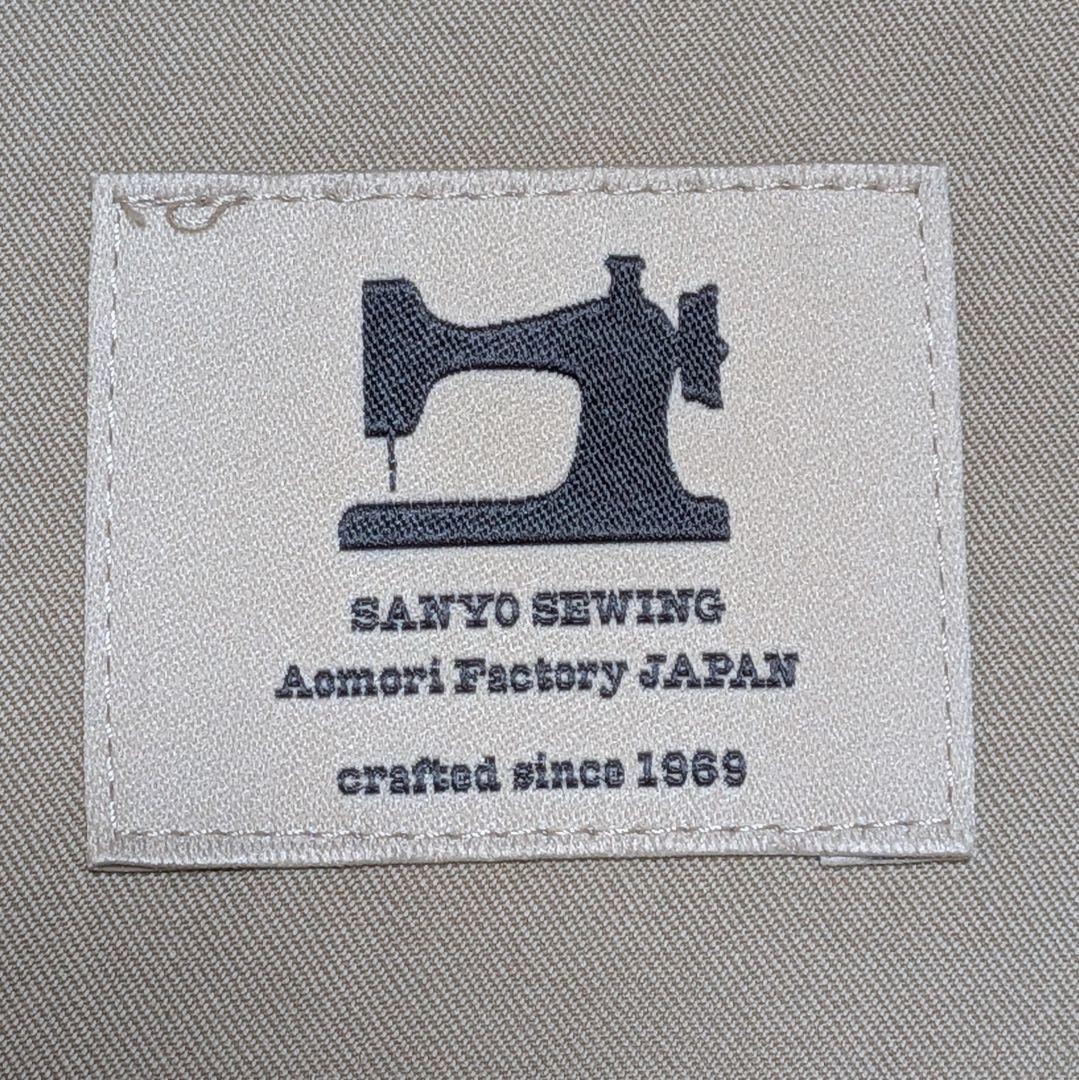 SANYO SEWING
Aomori Factory JAPAN
crafted since 1969